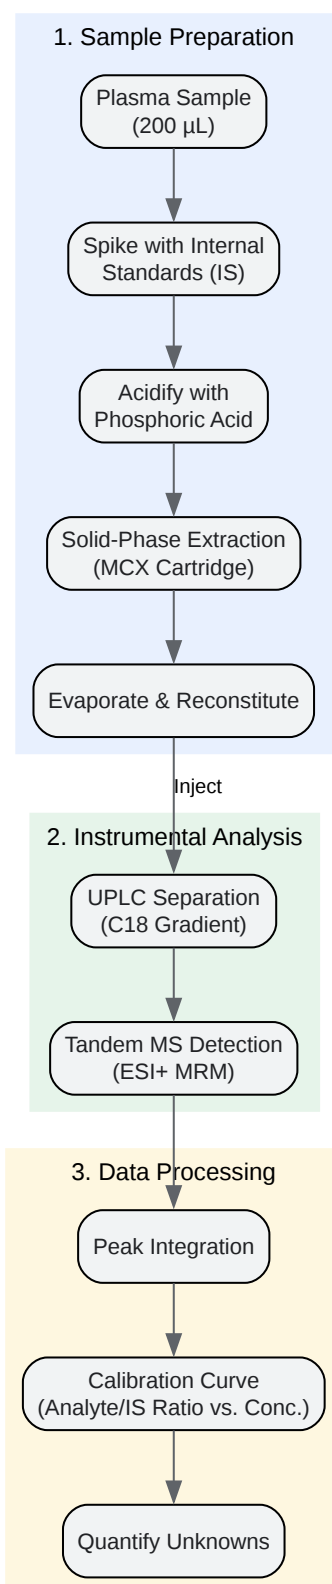 1. Sample Preparation
Plasma Sample
(200 µL)
Spike with Internal
Standards (IS)
Acidify with
Phosphoric Acid
Solid-Phase Extraction
(MCX Cartridge)
Evaporate & Reconstitute
Inject
2. Instrumental Analysis
UPLC Separation
(C18 Gradient)
Tandem MS Detection
(ESI+ MRM)
3. Data Processing
Peak Integration
Calibration Curve
(Analyte/IS Ratio vs. Conc.)
Quantify Unknowns